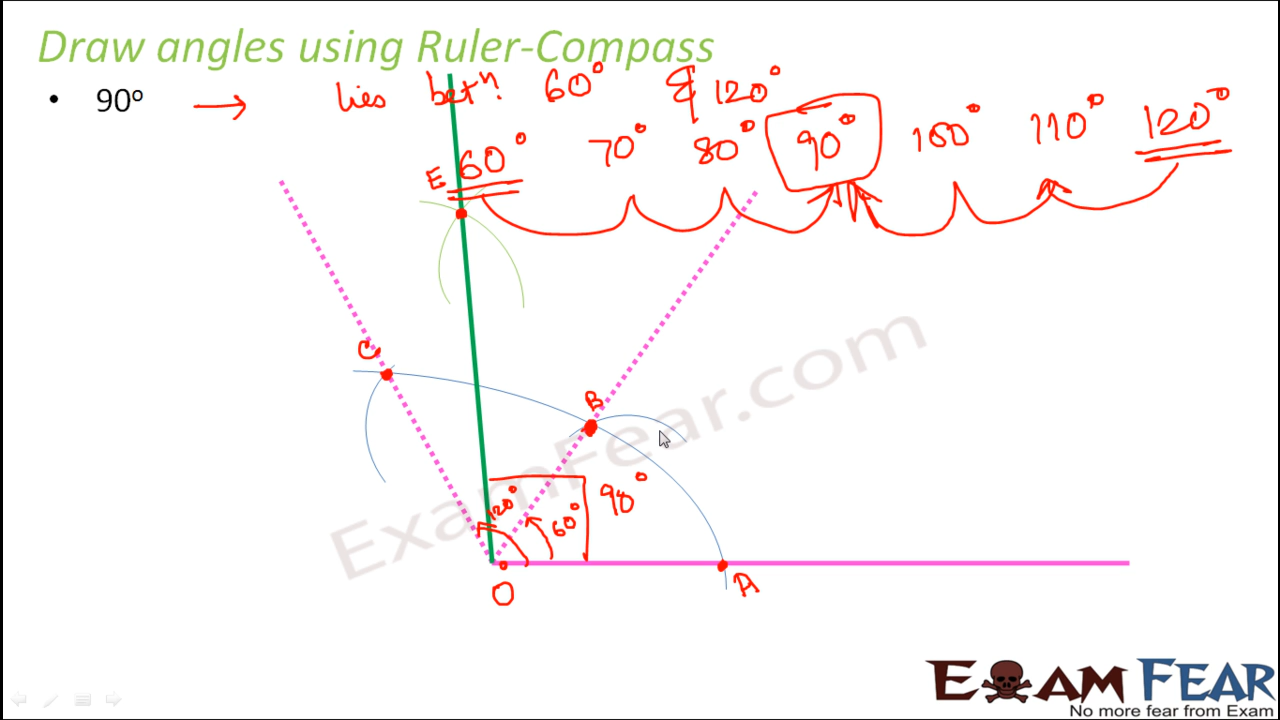 Draw angles using Ruler-Compass
• 90° → lies betⁿ. 60° & 120°
E 60° 70° 80° 90° 100° 110° 120°
C
B
ExamFear.com
120° 60° 90°
O A
EXAM FEAR
No more fear from Exam